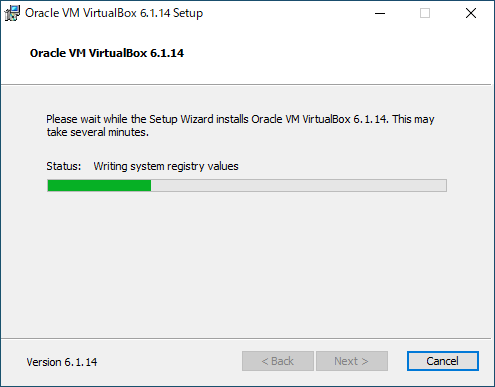 Oracle VM VirtualBox 6.1.14 Setup
Oracle VM VirtualBox 6.1.14
Please wait while the Setup Wizard installs Oracle VM VirtualBox 6.1.14. This may
take several minutes.
Status: Writing system registry values
Version 6.1.14
< Back Next > Cancel